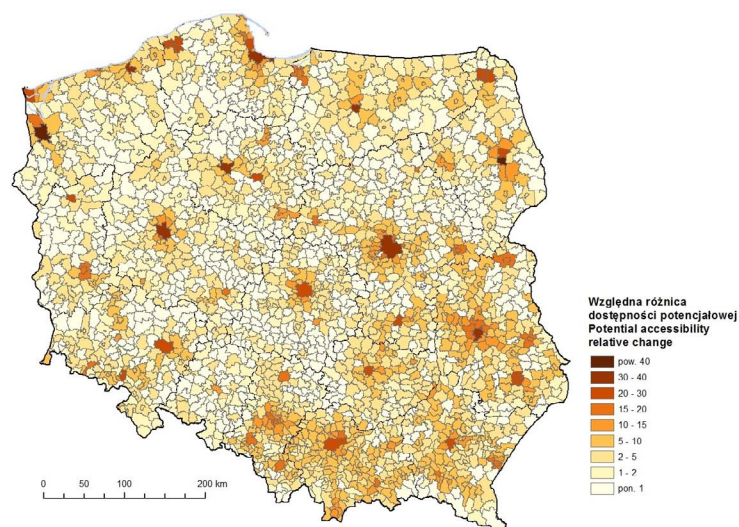 Względna różnica
dostępności potencjałowej
Potential accessibility
relative change
pow. 40
30 - 40
20 - 30
15 - 20
10 - 15
5 - 10
2 - 5
1 - 2
pon. 1
0 50 100 200 km